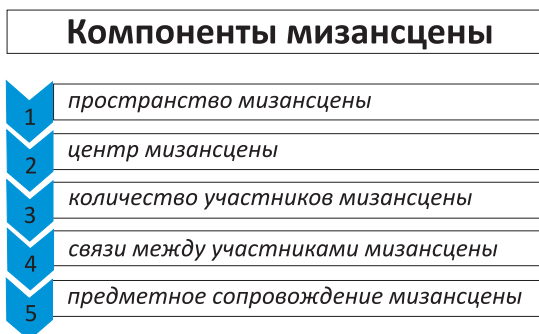 Компоненты мизансцены
1 пространство мизансцены
2 центр мизансцены
3 количество участников мизансцены
4 связи между участниками мизансцены
5 предметное сопровождение мизансцены